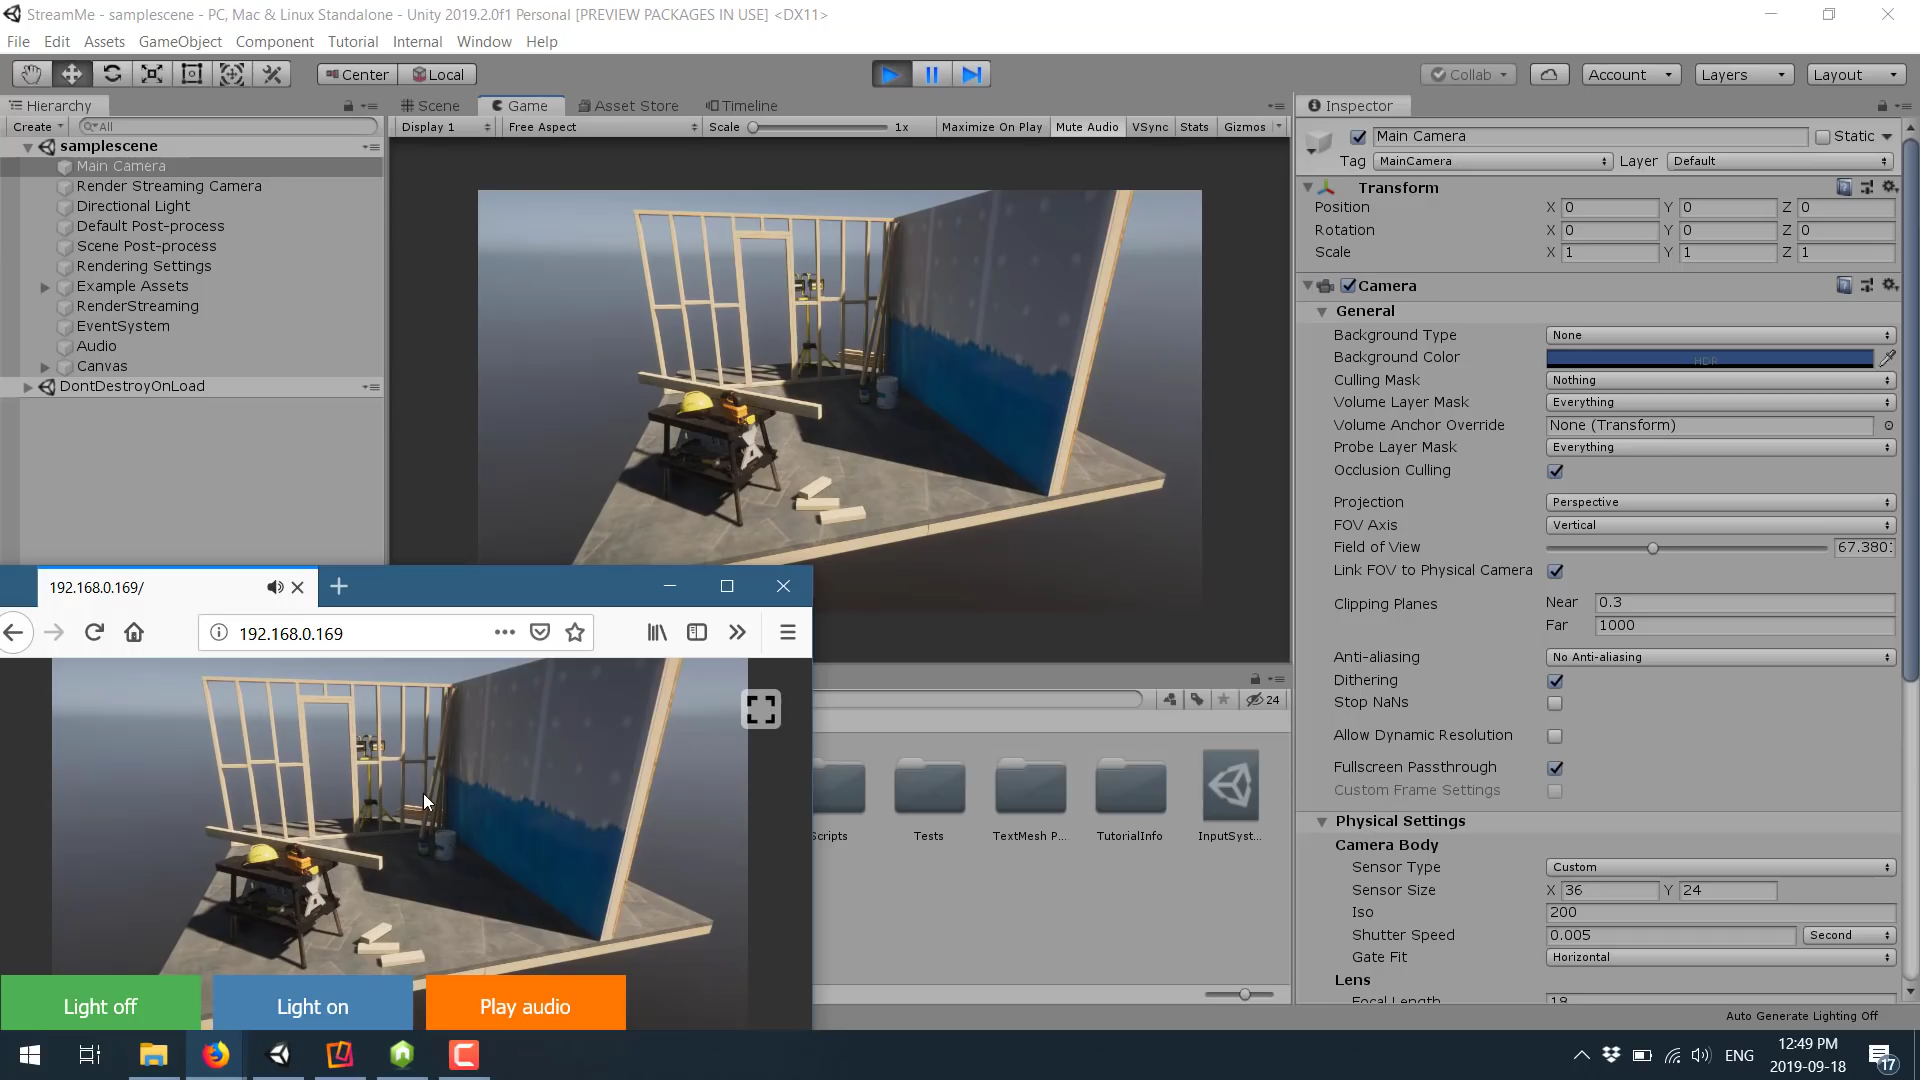 StreamMe - samplescene - PC, Mac & Linux Standalone - Unity 2019.2.0f1 Personal [PREVIEW PACKAGES IN USE] <DX11>
File Edit Assets GameObject Component Tutorial Internal Window Help
Center Local Collab Account Layers Layout
Hierarchy
Scene Game Asset Store Timeline
Inspector
Create All
Display 1 Free Aspect Scale 1x Maximize On Play Mute Audio VSync Stats Gizmos
samplescene
Main Camera
Render Streaming Camera
Directional Light
Default Post-process
Scene Post-process
Rendering Settings
Example Assets
RenderStreaming
EventSystem
Audio
Canvas
DontDestroyOnLoad
Main Camera Static
Tag MainCamera Layer Default
Transform
Position X 0 Y 0 Z 0
Rotation X 0 Y 0 Z 0
Scale X 1 Y 1 Z 1
Camera
General
Background Type None
Background Color HDR
Culling Mask Nothing
Volume Layer Mask Everything
Volume Anchor Override None (Transform)
Probe Layer Mask Everything
Occlusion Culling
Projection Perspective
FOV Axis Vertical
Field of View 67.380
Link FOV to Physical Camera
Clipping Planes Near 0.3
Far 1000
Anti-aliasing No Anti-aliasing
Dithering
Stop NaNs
Allow Dynamic Resolution
Fullscreen Passthrough
Custom Frame Settings
Physical Settings
Camera Body
Sensor Type Custom
Sensor Size X 36 Y 24
Iso 200
Shutter Speed 0.005 Second
Gate Fit Horizontal
Lens
Focal Length 18
Auto Generate Lighting Off
192.168.0.169/
192.168.0.169
24
Scripts Tests TextMesh P... TutorialInfo InputSyst...
Light off Light on Play audio
ENG
12:49 PM
2019-09-18
17